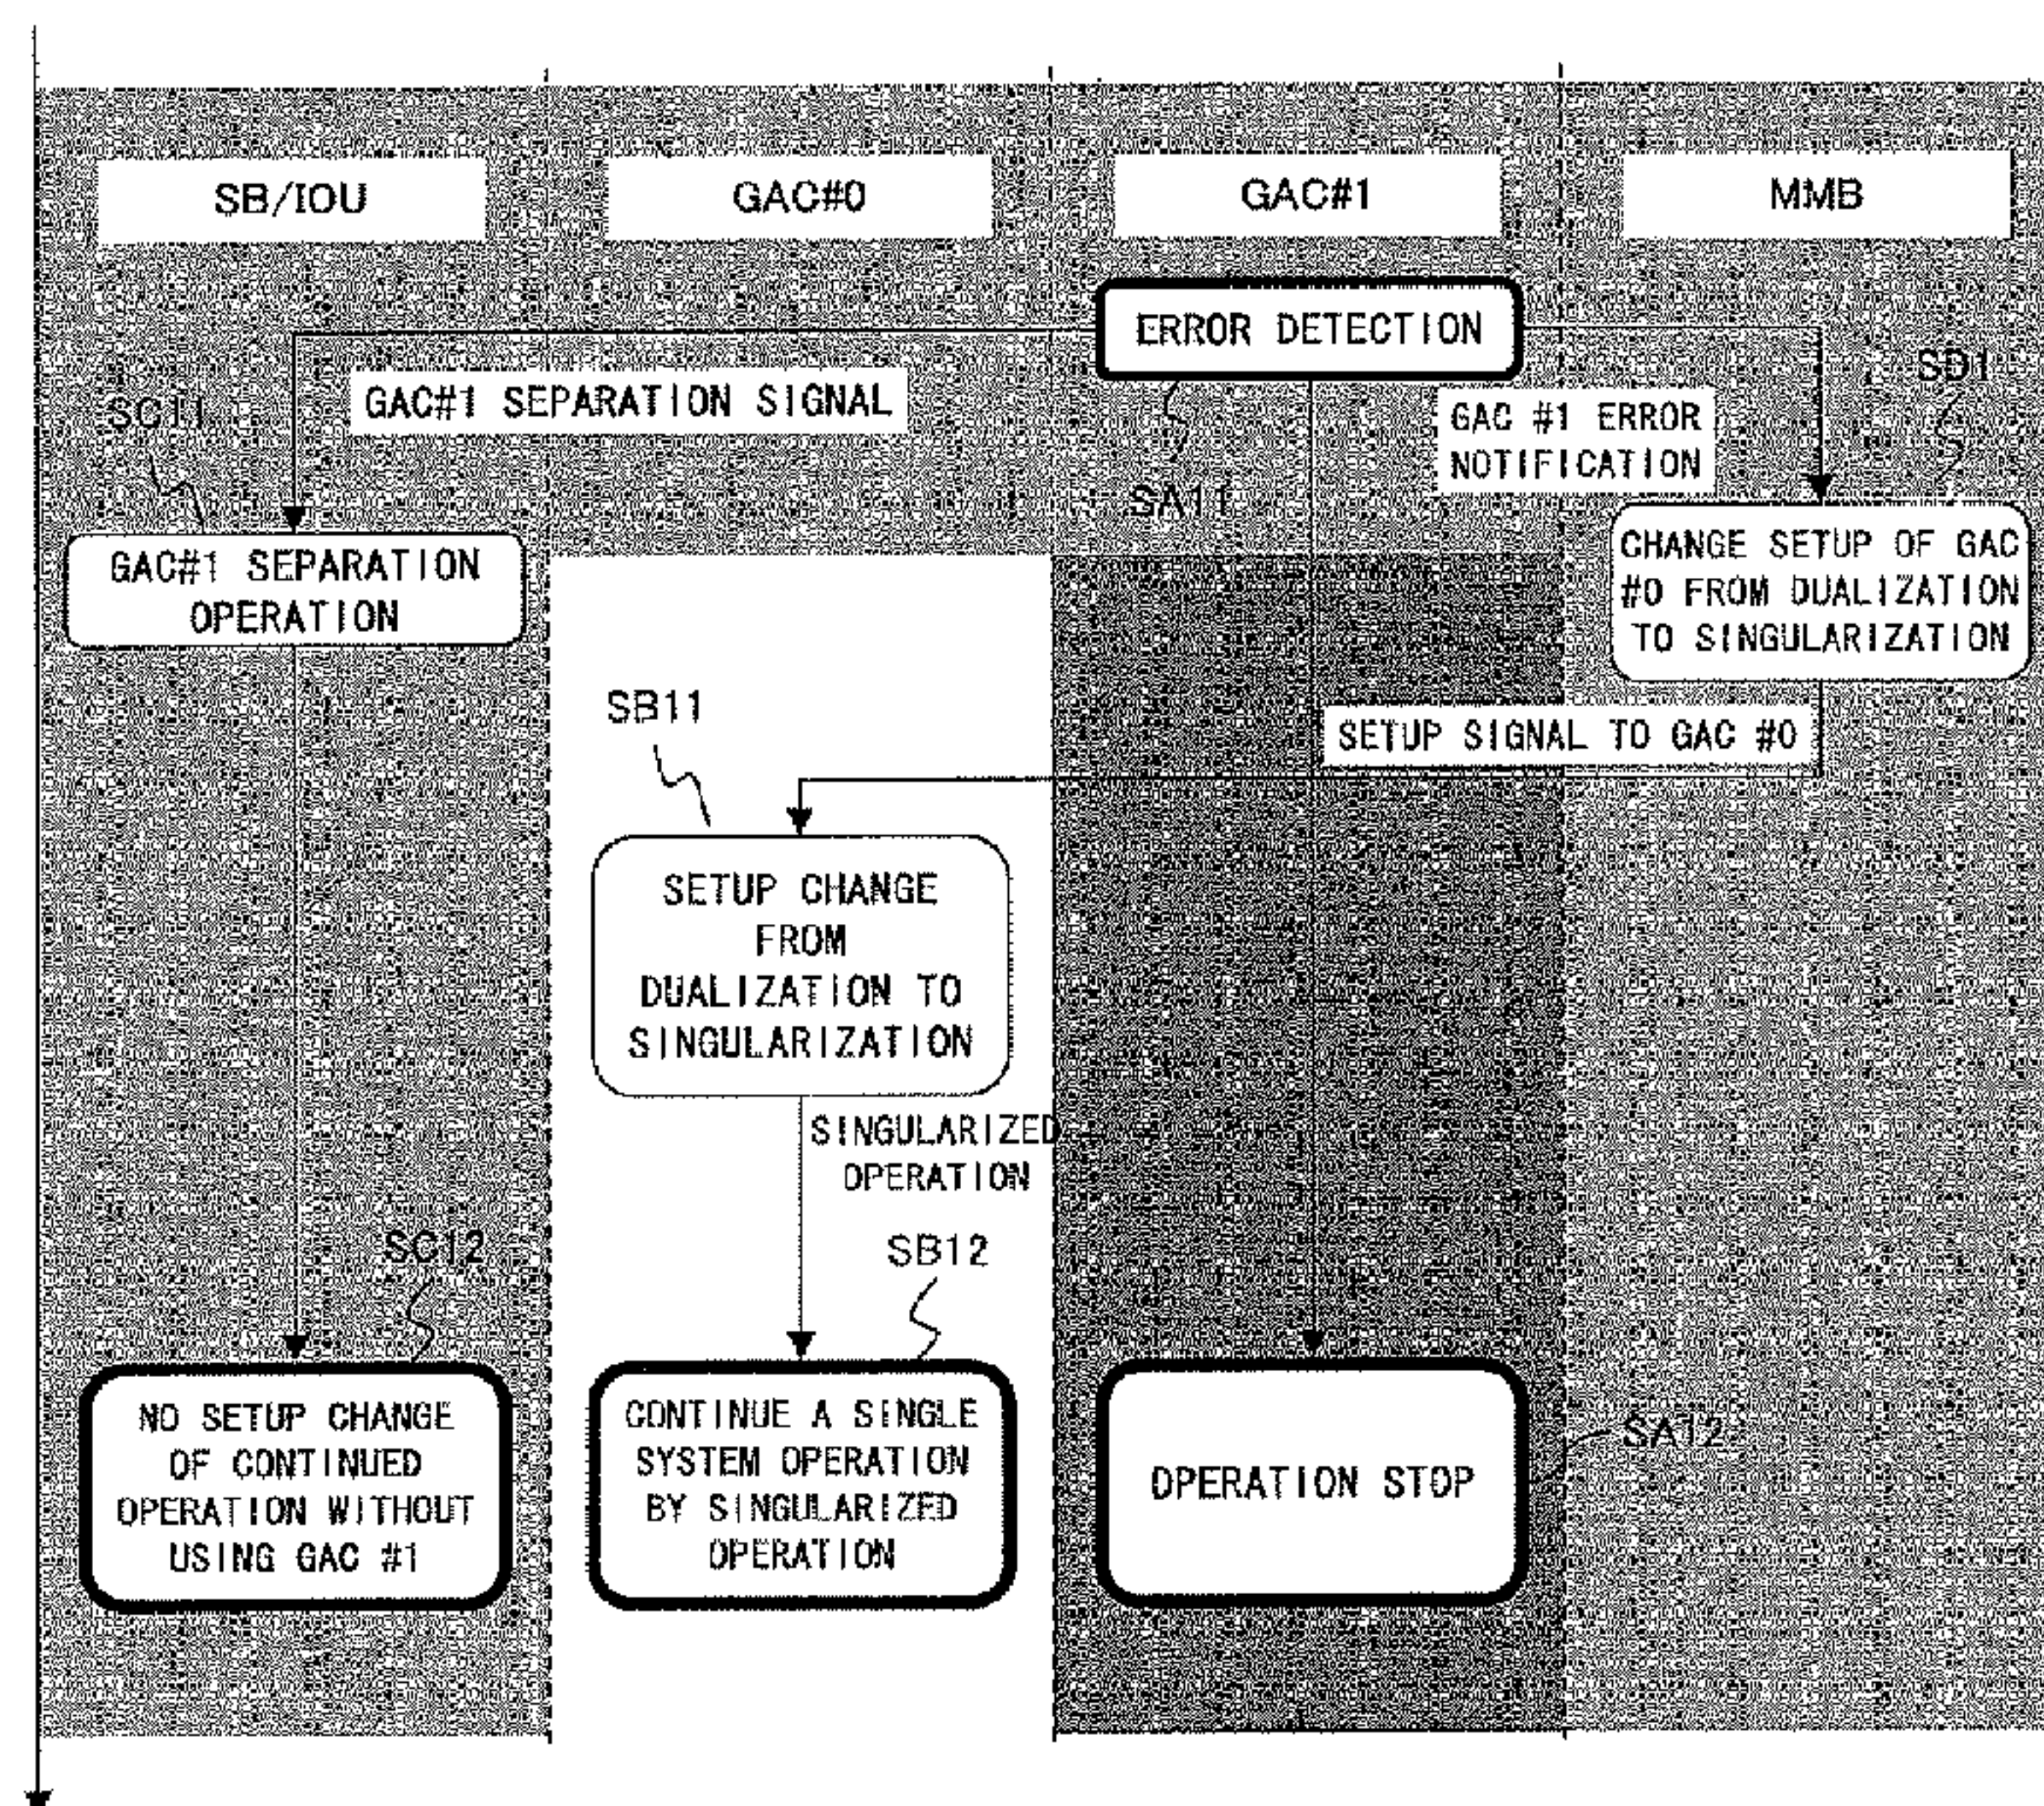 SB/IOU
GAC#0
GAC#1
MMB
ERROR DETECTION
SD1
GAC#1 SEPARATION SIGNAL
SC11
GAC #1 ERROR
NOTIFICATION
SA11
GAC#1 SEPARATION
OPERATION
CHANGE SETUP OF GAC
#0 FROM DUALIZATION
TO SINGULARIZATION
SB11
SETUP SIGNAL TO GAC #0
SETUP CHANGE
FROM
DUALIZATION TO
SINGULARIZATION
SINGULARIZED
OPERATION
SC12
SB12
NO SETUP CHANGE
OF CONTINUED
OPERATION WITHOUT
USING GAC #1
CONTINUE A SINGLE
SYSTEM OPERATION
BY SINGULARIZED
OPERATION
OPERATION STOP
SA12